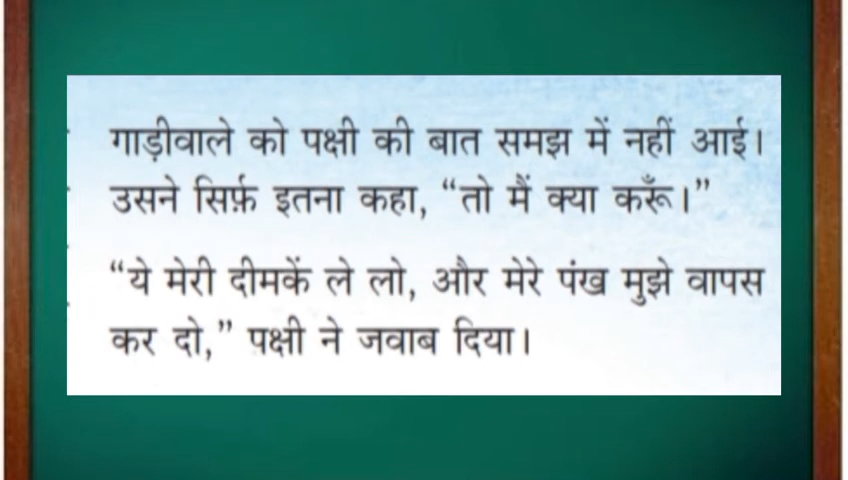 गाड़ीवाले को पक्षी की बात समझ में नहीं आई।
उसने सिर्फ़ इतना कहा, “तो मैं क्या करूँ।”
“ये मेरी दीमकें ले लो, और मेरे पंख मुझे वापस
कर दो,” पक्षी ने जवाब दिया।